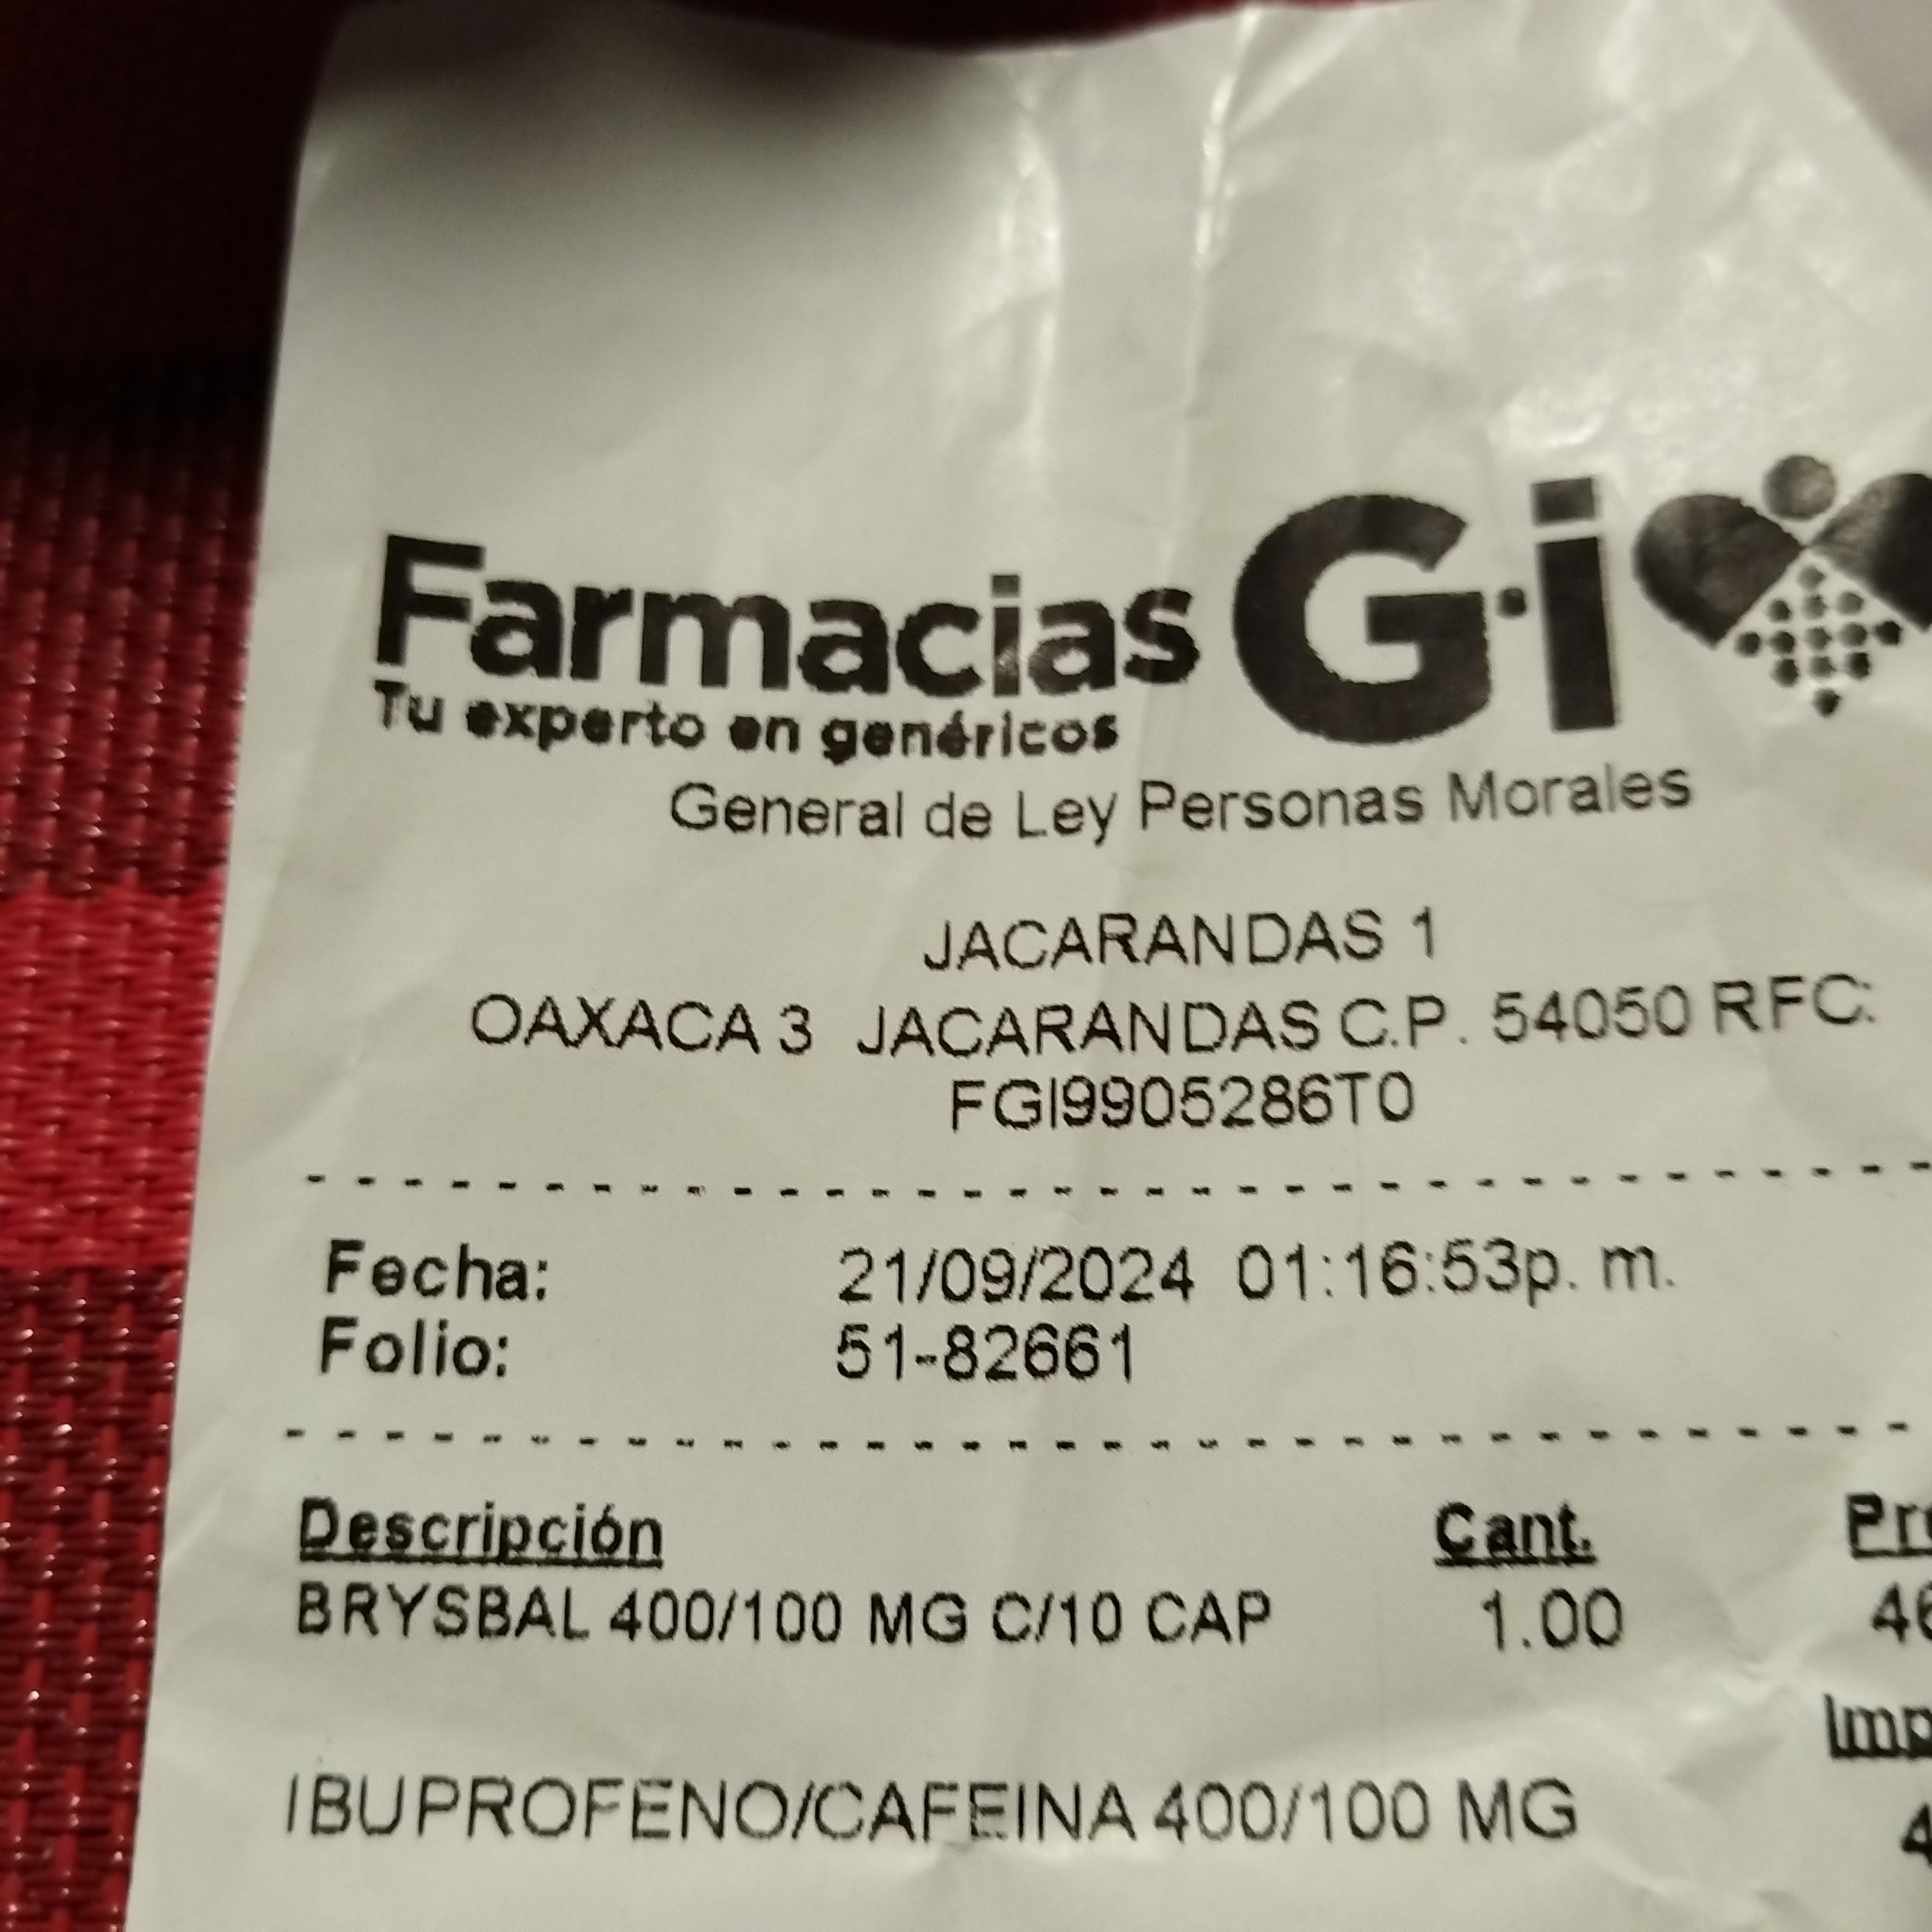 Farmacias G·i
Tu experto en genéricos
General de Ley Personas Morales
JACARANDAS 1
OAXACA 3 JACARANDAS C.P. 54050 RFC:
FGI9905286T0
Fecha: 21/09/2024 01:16:53p. m.
Folio: 51-82661
Descripción Cant.
BRYSBAL 400/100 MG C/10 CAP 1.00
IBUPROFENO/CAFEINA 400/100 MG